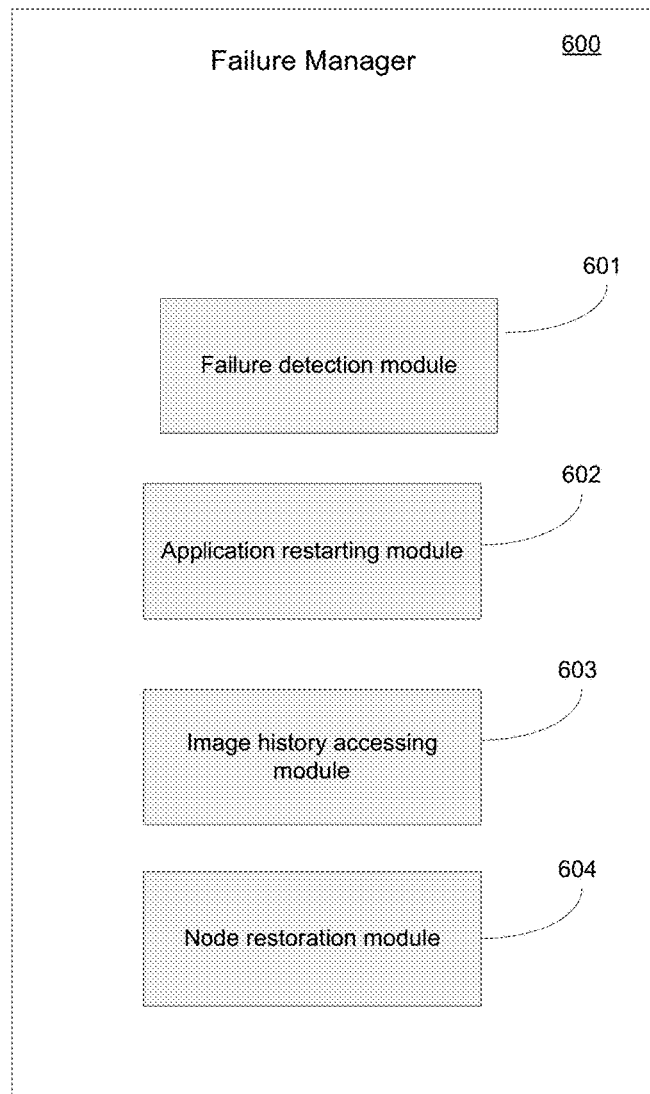 Failure Manager
600
601
Failure detection module
602
Application restarting module
603
Image history accessing
module
604
Node restoration module